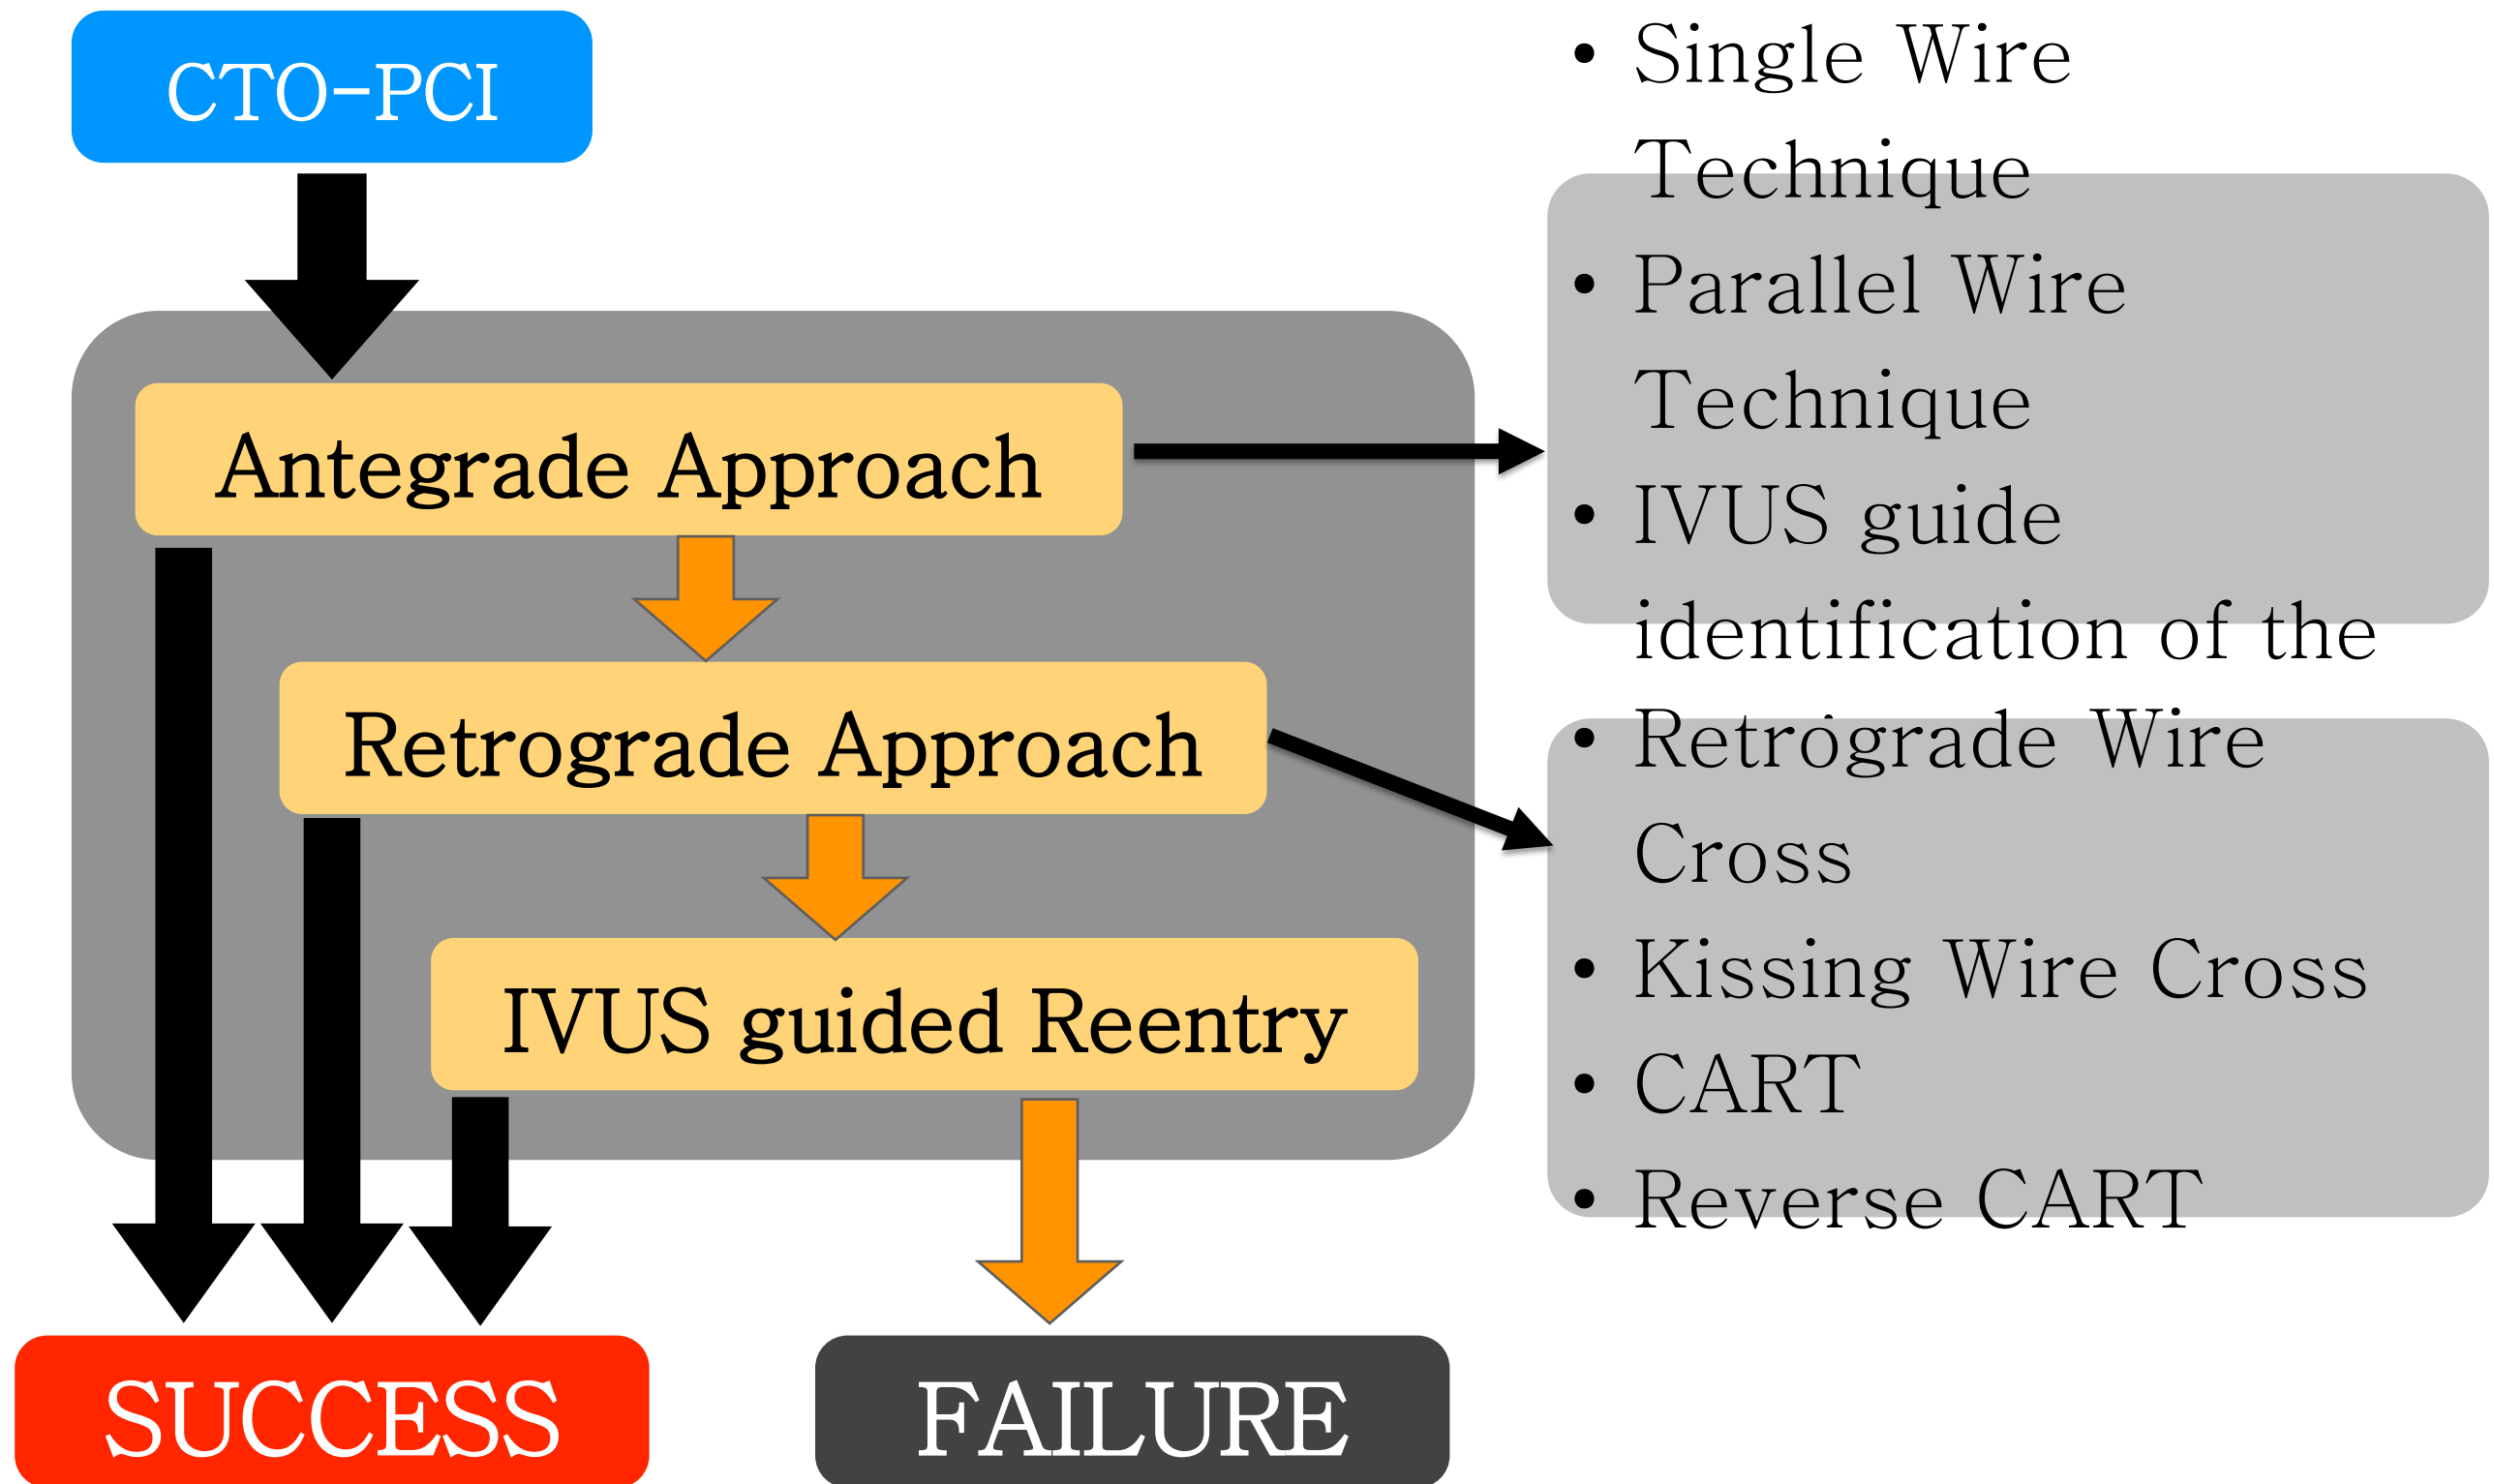 CTO-PCI
Antegrade Approach
Retrograde Approach
IVUS guided Reentry
SUCCESS
FAILURE
• Single Wire
Technique
• Parallel Wire
Technique
• IVUS guide
identification of the
• Retrograde Wire
Cross
• Kissing Wire Cross
• CART
• Reverse CART